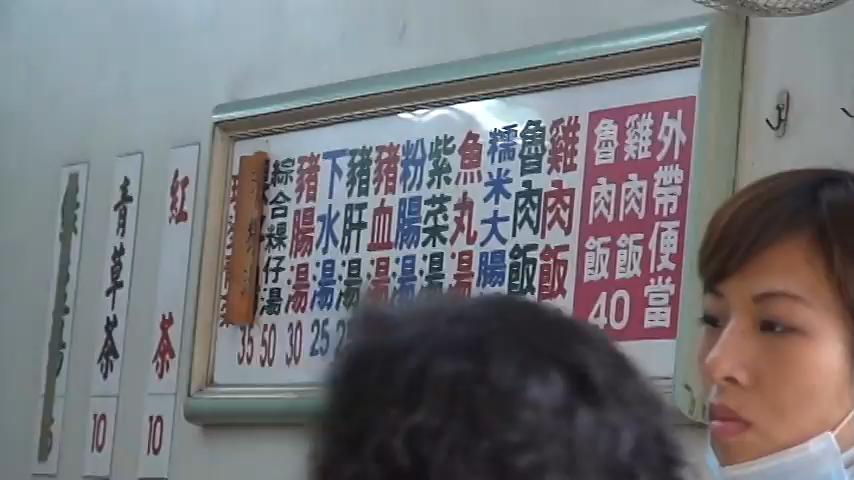 外帶便當
雞肉飯
魯肉飯
40
雞肉飯
魯肉飯
糯米大腸
魚丸湯
紫菜湯
粉腸湯
豬血湯
豬肝湯
下水湯 25
豬腸湯 30
綜合粿仔湯 50
35
紅茶 10
青草茶 10